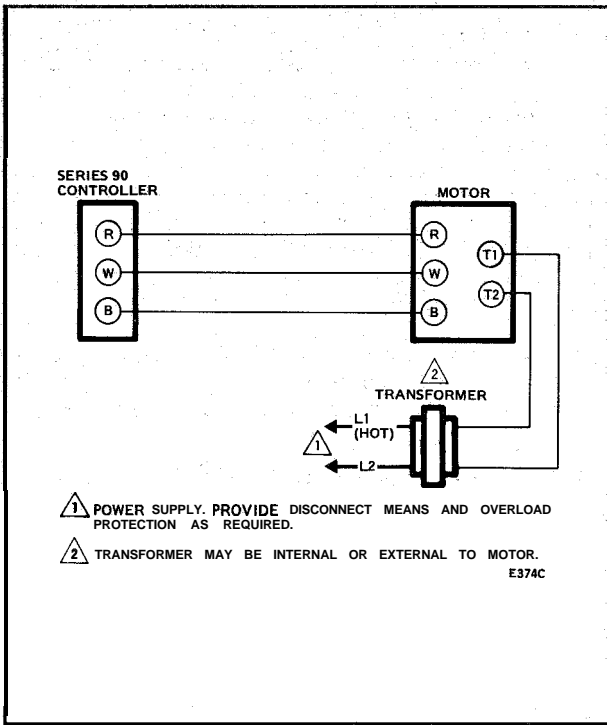 SERIES 90
CONTROLLER
MOTOR
R
R
T1
W
W
T2
B
B
2
TRANSFORMER
L1
(HOT)
1
L2
1 POWER SUPPLY. PROVIDE DISCONNECT MEANS AND OVERLOAD
PROTECTION AS REQUIRED.
2 TRANSFORMER MAY BE INTERNAL OR EXTERNAL TO MOTOR.
E374C